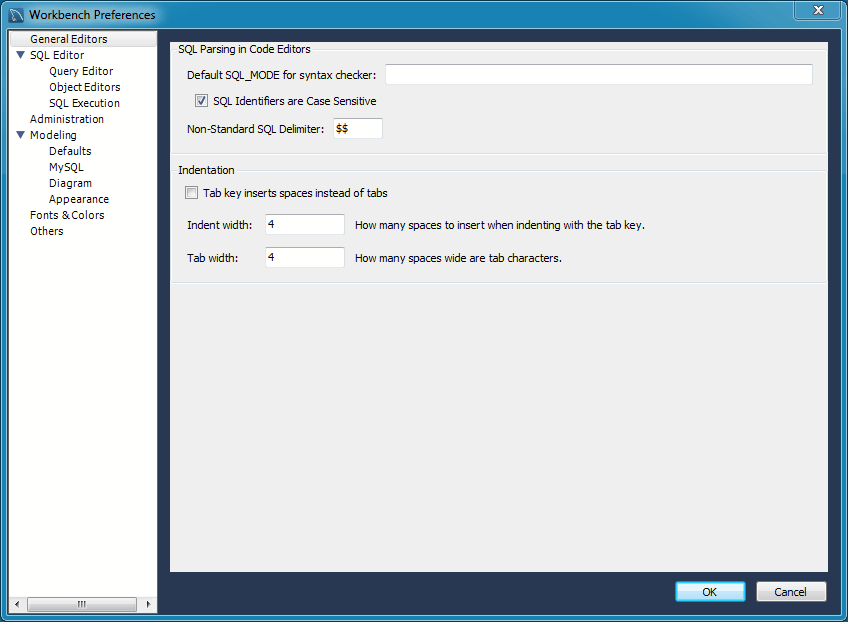 Workbench Preferences
General Editors
SQL Editor
Query Editor
Object Editors
SQL Execution
Administration
Modeling
Defaults
MySQL
Diagram
Appearance
Fonts & Colors
Others
SQL Parsing in Code Editors
Default SQL_MODE for syntax checker:
SQL Identifiers are Case Sensitive
Non-Standard SQL Delimiter: $$
Indentation
Tab key inserts spaces instead of tabs
Indent width: 4 How many spaces to insert when indenting with the tab key.
Tab width: 4 How many spaces wide are tab characters.
OK Cancel